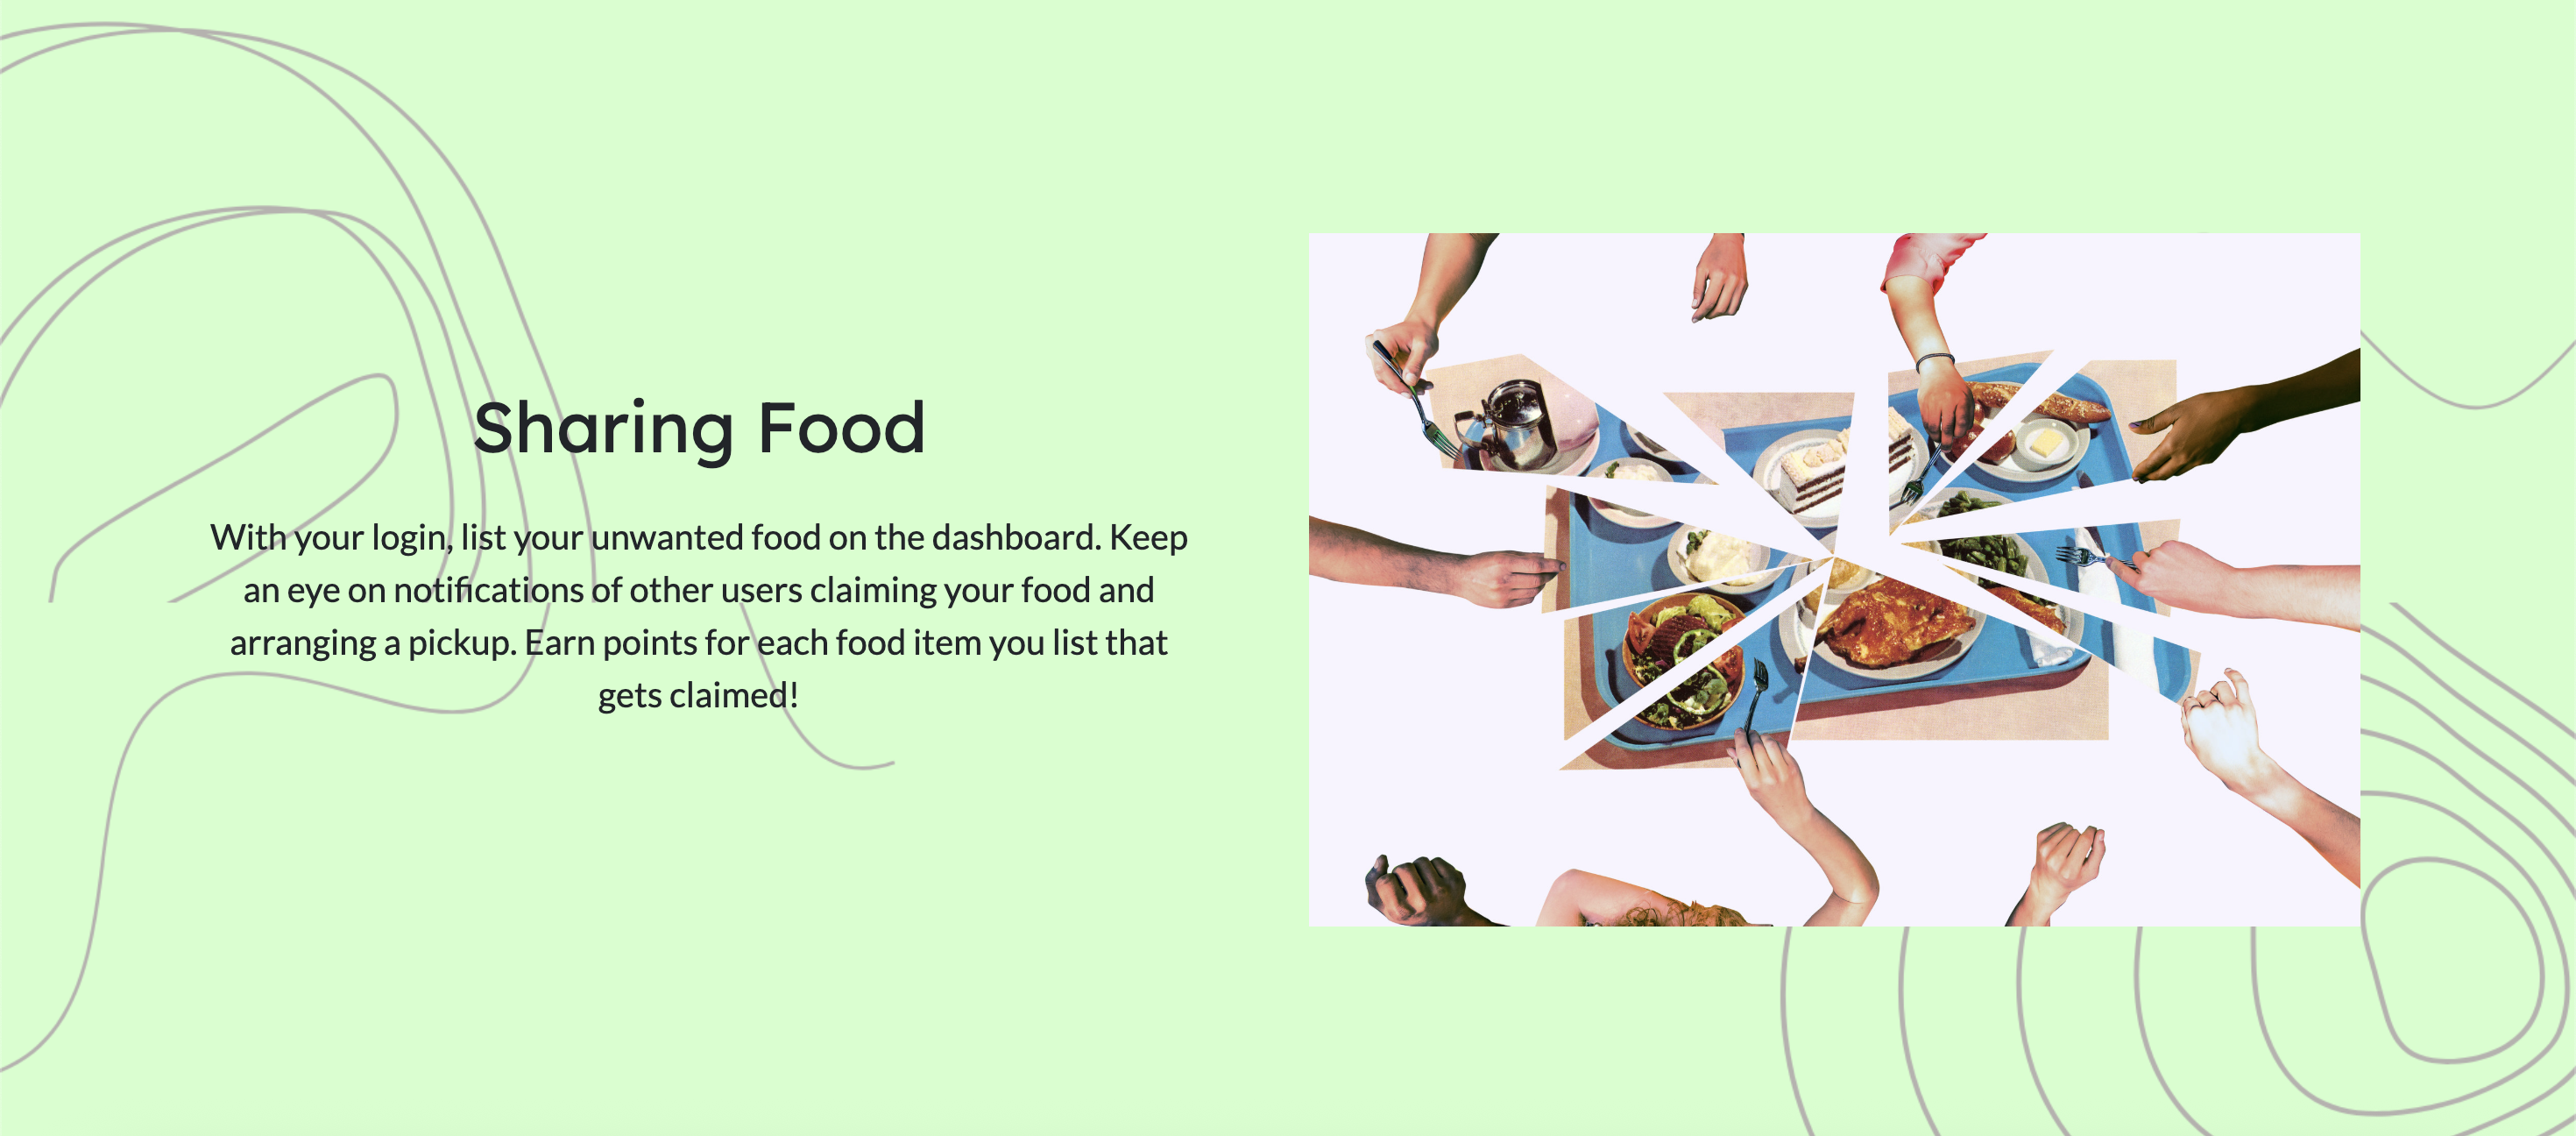 Sharing Food
With your login, list your unwanted food on the dashboard. Keep
an eye on notifications of other users claiming your food and
arranging a pickup. Earn points for each food item you list that
gets claimed!